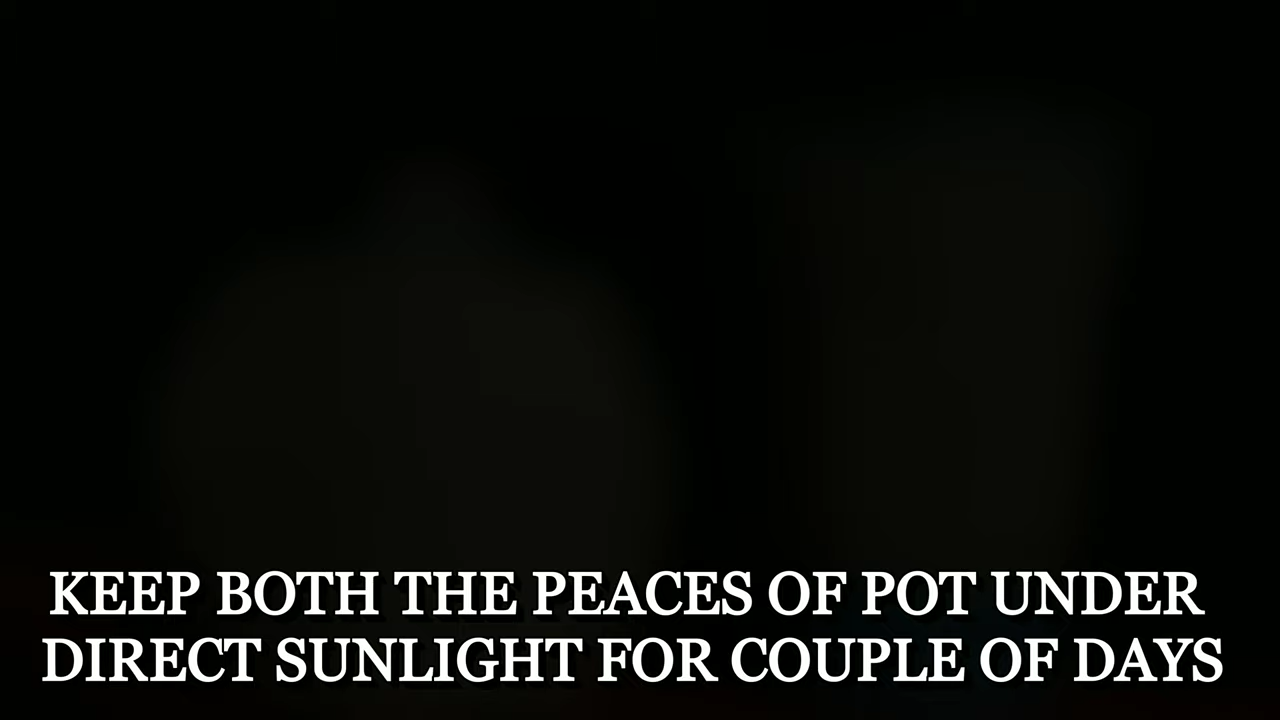 KEEP BOTH THE PEACES OF POT UNDER
DIRECT SUNLIGHT FOR COUPLE OF DAYS